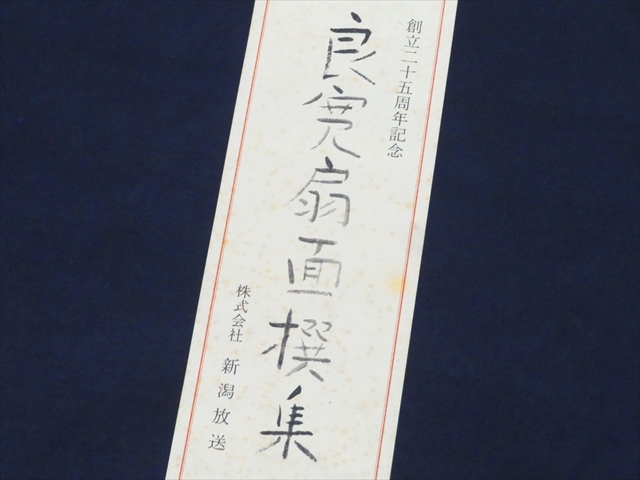 創立二十五周年記念
良寛扇面撰集
株式会社 新潟放送